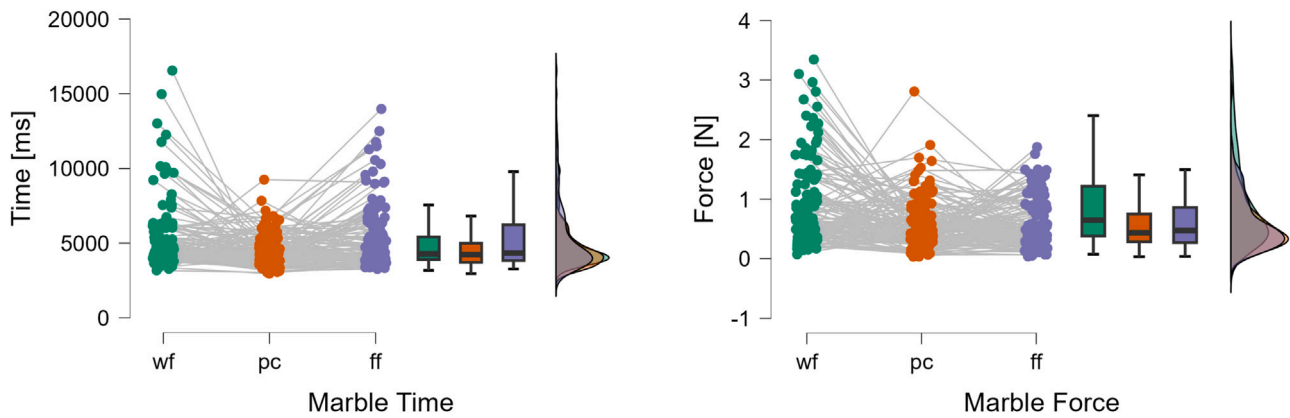 20000
15000
10000
5000
0
Time [ms]
wf pc ff
Marble Time
4
3
2
1
0
-1
Force [N]
wf pc ff
Marble Force